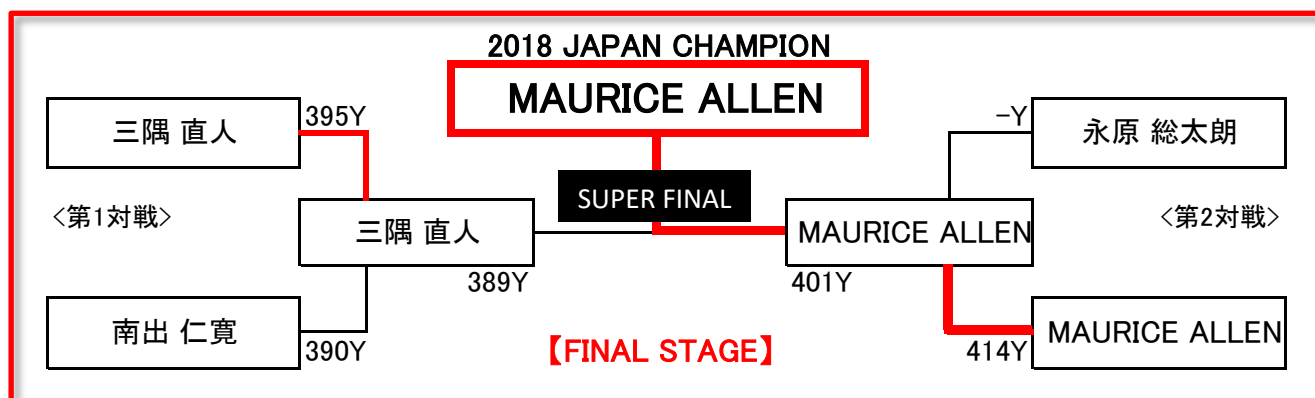 2018 JAPAN CHAMPION
MAURICE ALLEN
三隅 直人
395Y
-Y
永原 総太朗
<第1対戦>
SUPER FINAL
<第2対戦>
三隅 直人
MAURICE ALLEN
389Y
401Y
南出 仁寛
390Y
【FINAL STAGE】
414Y
MAURICE ALLEN